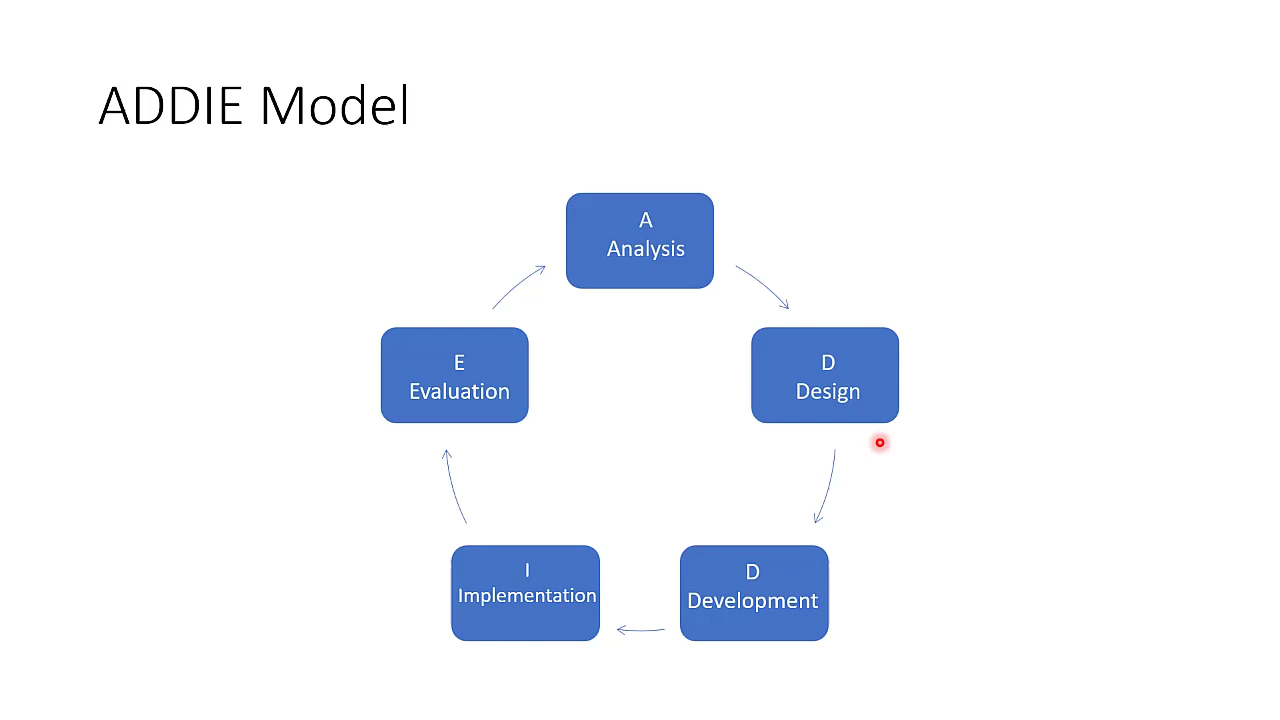 ADDIE Model
A
Analysis
D
Design
D
Development
I
Implementation
E
Evaluation